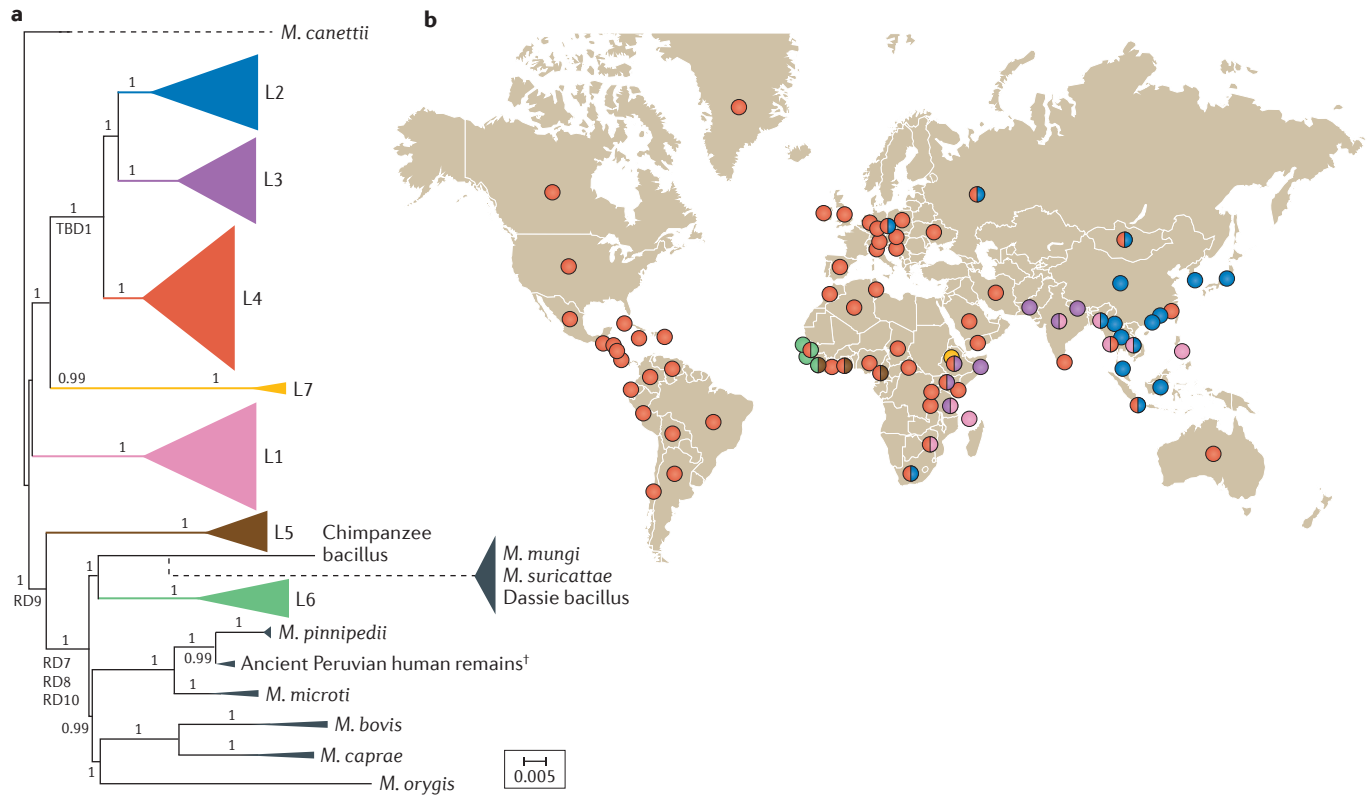 a
b
M. canettii
1
L2
1
1
L3
1
TBD1
L4
1
1
0.99
1
L7
1
L1
1
L5
Chimpanzee
bacillus
M. mungi
M. suricattae
Dassie bacillus
1
RD9
1
1
L6
1
M. pinnipedii
1
1
0.99
Ancient Peruvian human remains†
RD7
RD8
RD10
1
1
M. microti
0.99
1
M. bovis
1
1
M. caprae
1
M. orygis
0.005